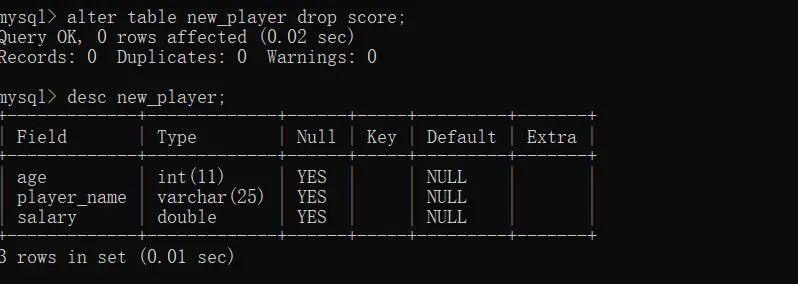 mysql> alter table new_player drop score;
Query OK, 0 rows affected (0.02 sec)
Records: 0  Duplicates: 0  Warnings: 0
mysql> desc new_player;
+-------------+-------------+------+-----+---------+-------+
| Field       | Type        | Null | Key | Default | Extra |
+-------------+-------------+------+-----+---------+-------+
| age         | int(11)     | YES  |     | NULL    |       |
| player_name | varchar(25) | YES  |     | NULL    |       |
| salary      | double      | YES  |     | NULL    |       |
+-------------+-------------+------+-----+---------+-------+
3 rows in set (0.01 sec)